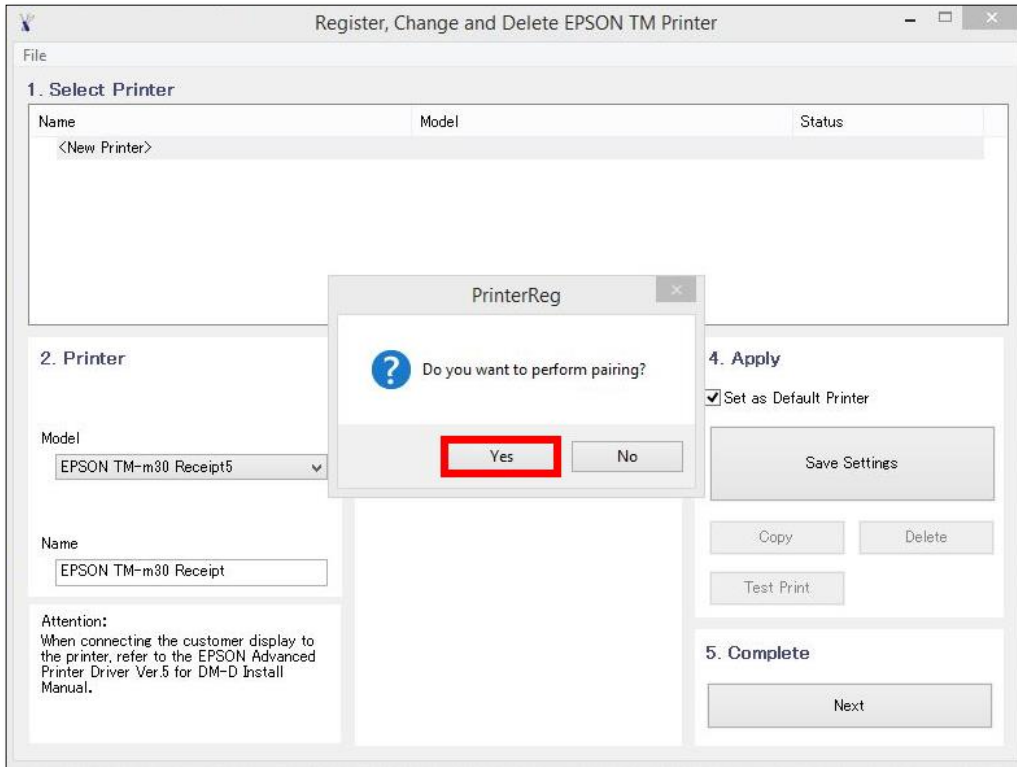 Register, Change and Delete EPSON TM Printer
File
1. Select Printer
Name Model Status
<New Printer>
PrinterReg
Do you want to perform pairing?
Yes No
2. Printer
Model
EPSON TM-m30 Receipt5
Name
EPSON TM-m30 Receipt
Attention:
When connecting the customer display to
the printer, refer to the EPSON Advanced
Printer Driver Ver.5 for DM-D Install
Manual.
4. Apply
Set as Default Printer
Save Settings
Copy Delete
Test Print
5. Complete
Next